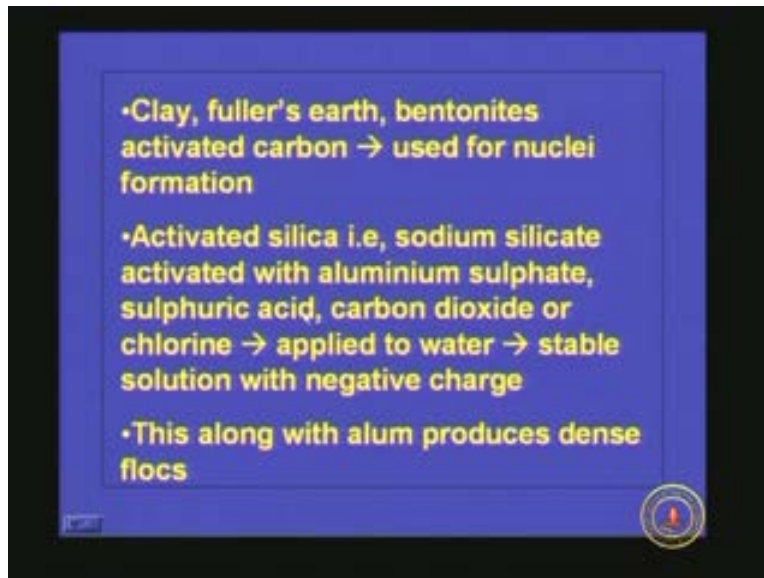 •Clay, fuller's earth, bentonites
activated carbon → used for nuclei
formation
•Activated silica i.e, sodium silicate
activated with aluminium sulphate,
sulphuric acid, carbon dioxide or
chlorine → applied to water → stable
solution with negative charge
•This along with alum produces dense
flocs